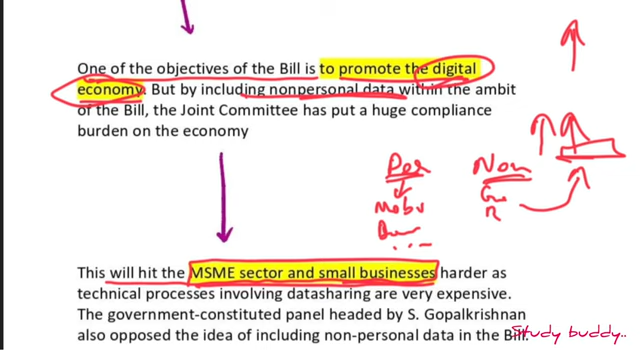 One of the objectives of the Bill is to promote the digital
economy. But by including nonpersonal data within the ambit
of the Bill, the Joint Committee has put a huge compliance
burden on the economy
Per Non
This will hit the MSME sector and small businesses harder as
technical processes involving datasharing are very expensive.
The government-constituted panel headed by S. Gopalkrishnan
also opposed the idea of including non-personal data in the Bill.
Study buddy..